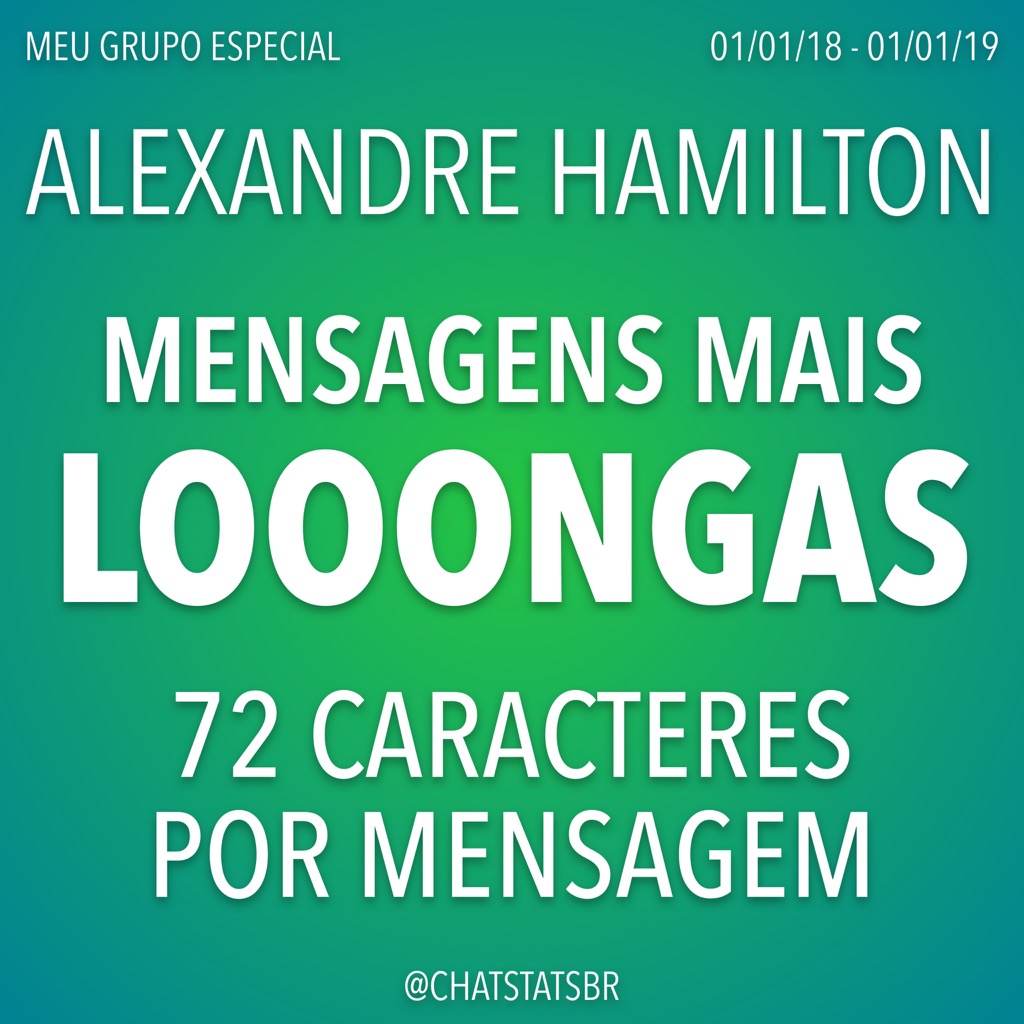 MEU GRUPO ESPECIAL
01/01/18 - 01/01/19
ALEXANDRE HAMILTON
MENSAGENS MAIS
LOOONGAS
72 CARACTERES
POR MENSAGEM
@CHATSTATSBR